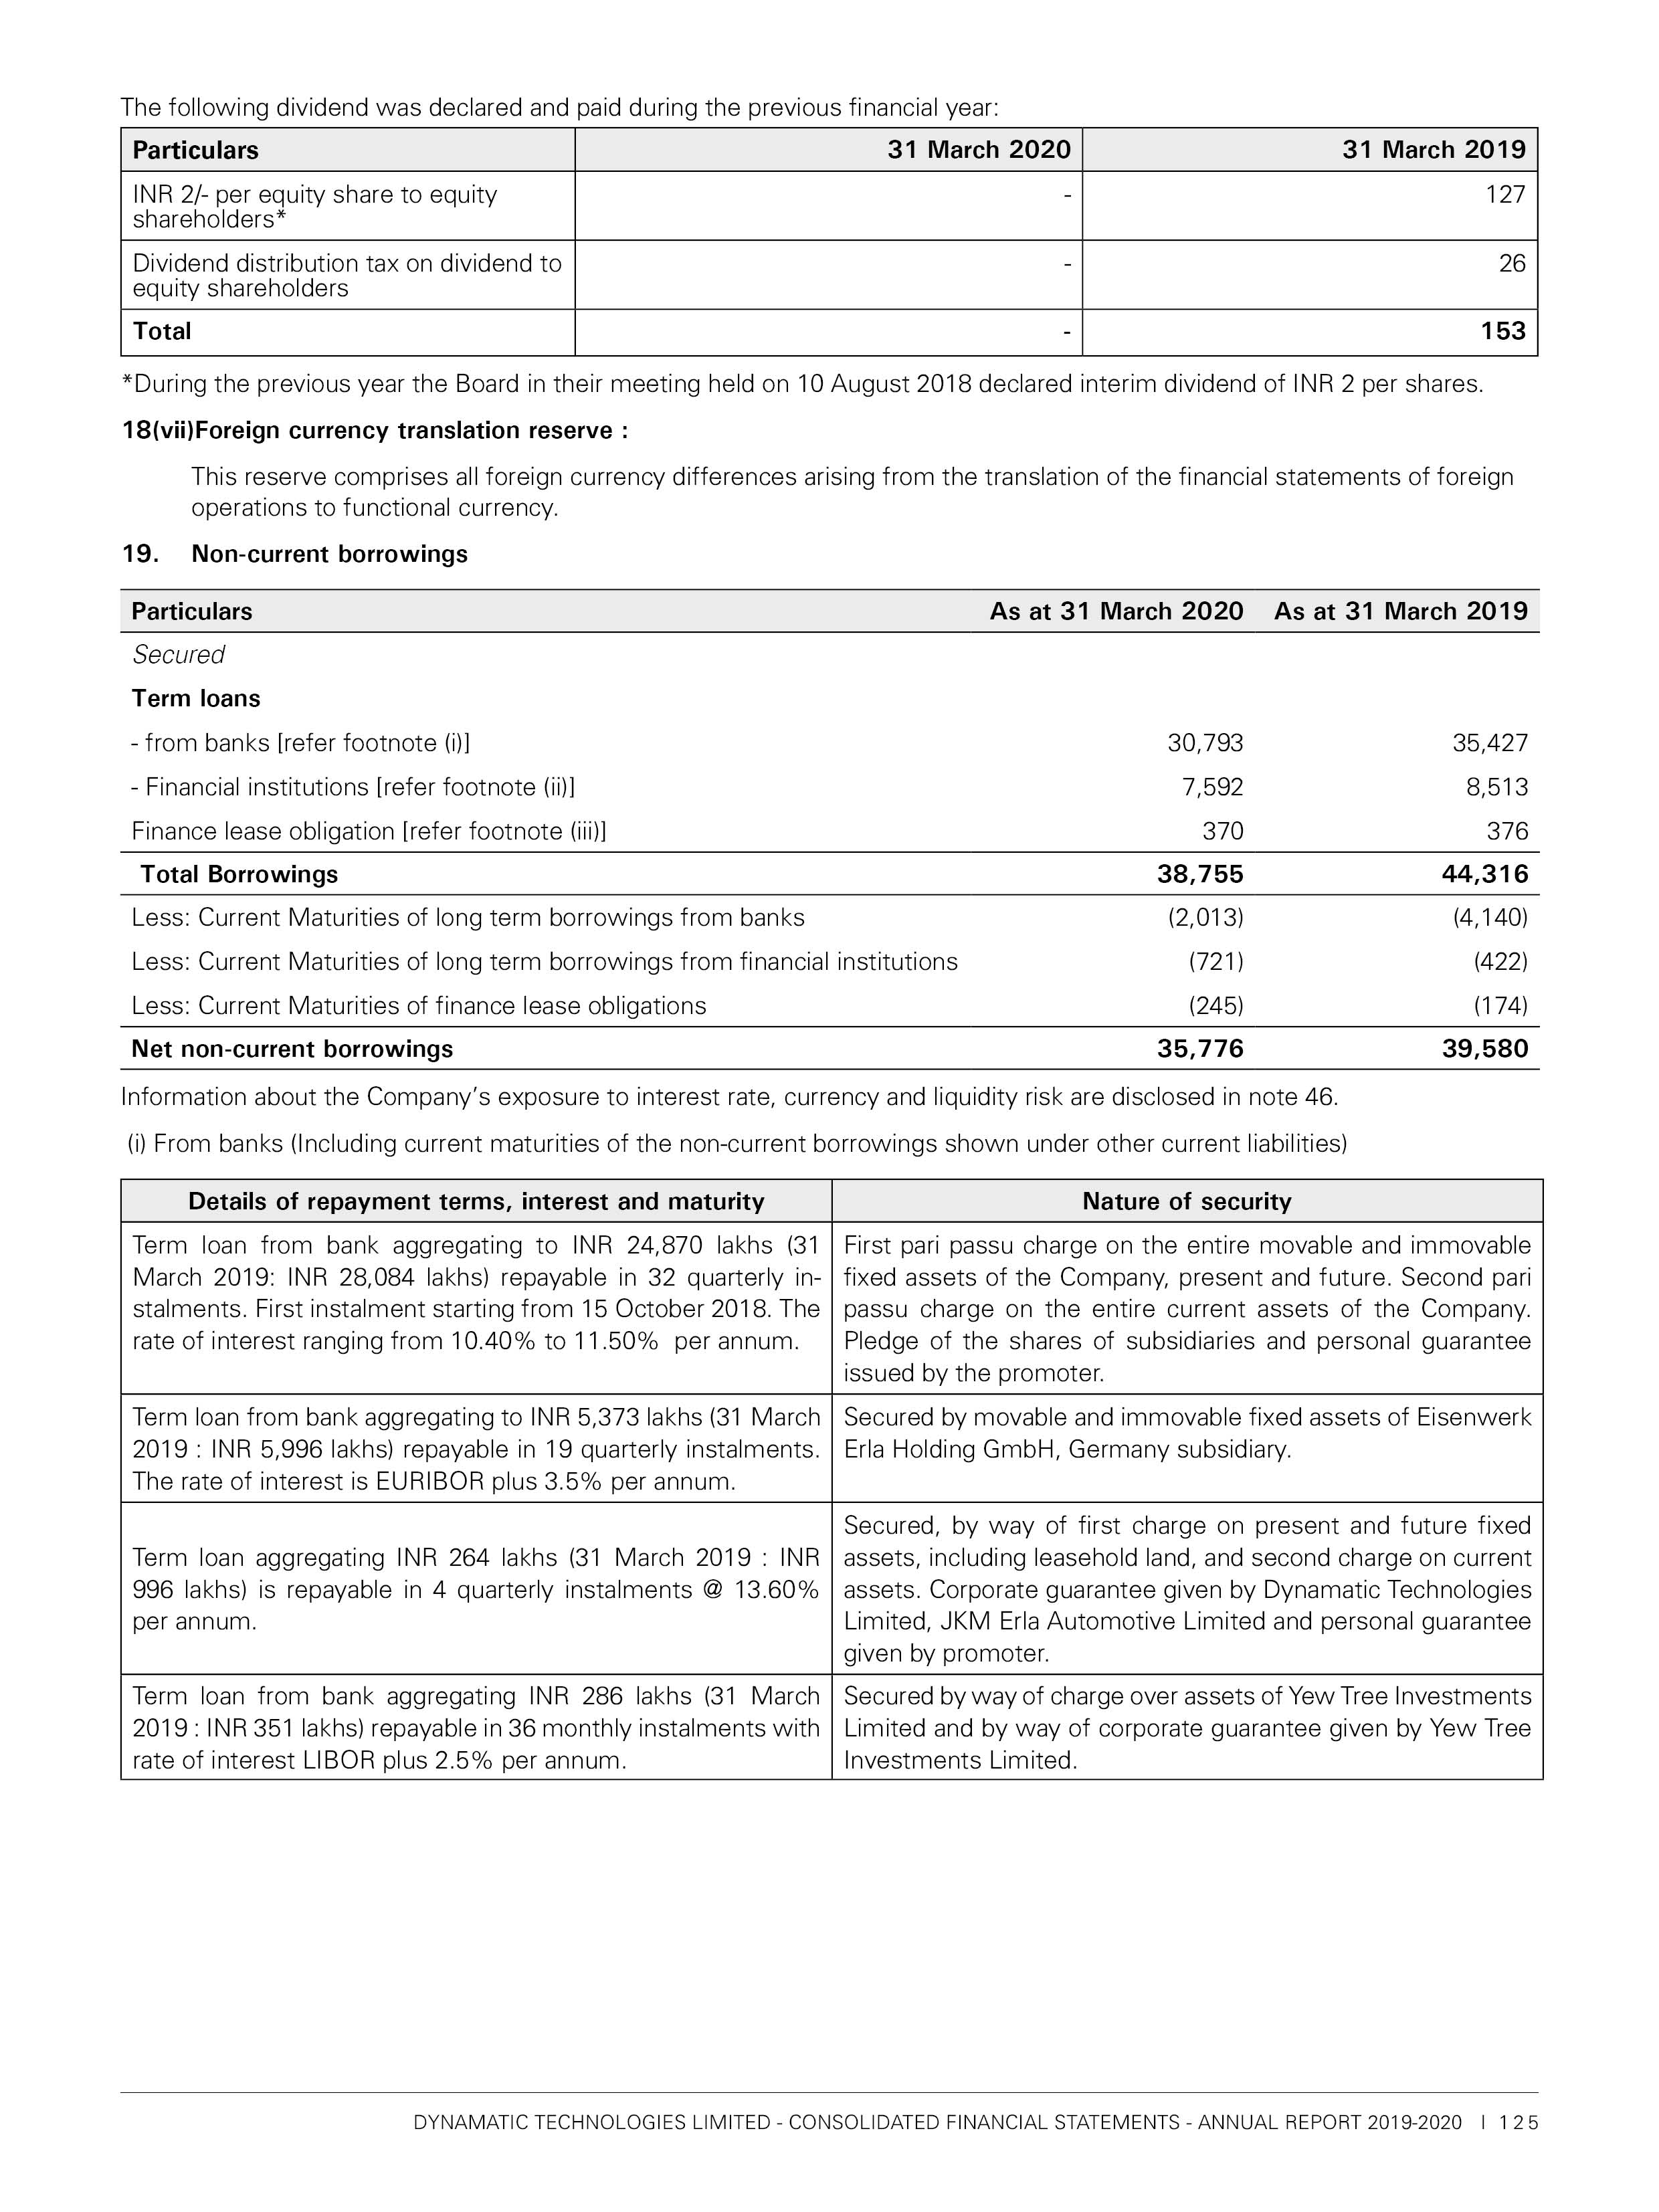 The following dividend was declared and paid during the previous financial year:
Particulars 31 March 2020 31 March 2019
INR 2/- per equity share to equity - 127
shareholders*
Dividend distribution tax on dividend to - 26
equity shareholders
Total - 153
*During the previous year the Board in their meeting held on 10 August 2018 declared interim dividend of INR 2 per shares.
18(vii)Foreign currency translation reserve :
This reserve comprises all foreign currency differences arising from the translation of the financial statements of foreign
operations to functional currency.
19. Non-current borrowings
Particulars As at 31 March 2020 As at 31 March 2019
Secured
Term loans
- from banks [refer footnote (i)] 30,793 35,427
- Financial institutions [refer footnote (ii)] 7,592 8,513
Finance lease obligation [refer footnote (iii)] 370 376
Total Borrowings 38,755 44,316
Less: Current Maturities of long term borrowings from banks (2,013) (4,140)
Less: Current Maturities of long term borrowings from financial institutions (721) (422)
Less: Current Maturities of finance lease obligations (245) (174)
Net non-current borrowings 35,776 39,580
Information about the Company's exposure to interest rate, currency and liquidity risk are disclosed in note 46.
(i) From banks (Including current maturities of the non-current borrowings shown under other current liabilities)
Details of repayment terms, interest and maturity Nature of security
Term loan from bank aggregating to INR 24,870 lakhs (31
March 2019: INR 28,084 lakhs) repayable in 32 quarterly in-
stalments. First instalment starting from 15 October 2018. The
rate of interest ranging from 10.40% to 11.50% per annum.
First pari passu charge on the entire movable and immovable
fixed assets of the Company, present and future. Second pari
passu charge on the entire current assets of the Company.
Pledge of the shares of subsidiaries and personal guarantee
issued by the promoter.
Term loan from bank aggregating to INR 5,373 lakhs (31 March
2019 : INR 5,996 lakhs) repayable in 19 quarterly instalments.
The rate of interest is EURIBOR plus 3.5% per annum.
Secured by movable and immovable fixed assets of Eisenwerk
Erla Holding GmbH, Germany subsidiary.
Term loan aggregating INR 264 lakhs (31 March 2019 : INR
996 lakhs) is repayable in 4 quarterly instalments @ 13.60%
per annum.
Secured, by way of first charge on present and future fixed
assets, including leasehold land, and second charge on current
assets. Corporate guarantee given by Dynamatic Technologies
Limited, JKM Erla Automotive Limited and personal guarantee
given by promoter.
Term loan from bank aggregating INR 286 lakhs (31 March
2019 : INR 351 lakhs) repayable in 36 monthly instalments with
rate of interest LIBOR plus 2.5% per annum.
Secured by way of charge over assets of Yew Tree Investments
Limited and by way of corporate guarantee given by Yew Tree
Investments Limited.
DYNAMATIC TECHNOLOGIES LIMITED - CONSOLIDATED FINANCIAL STATEMENTS - ANNUAL REPORT 2019-2020 | 125